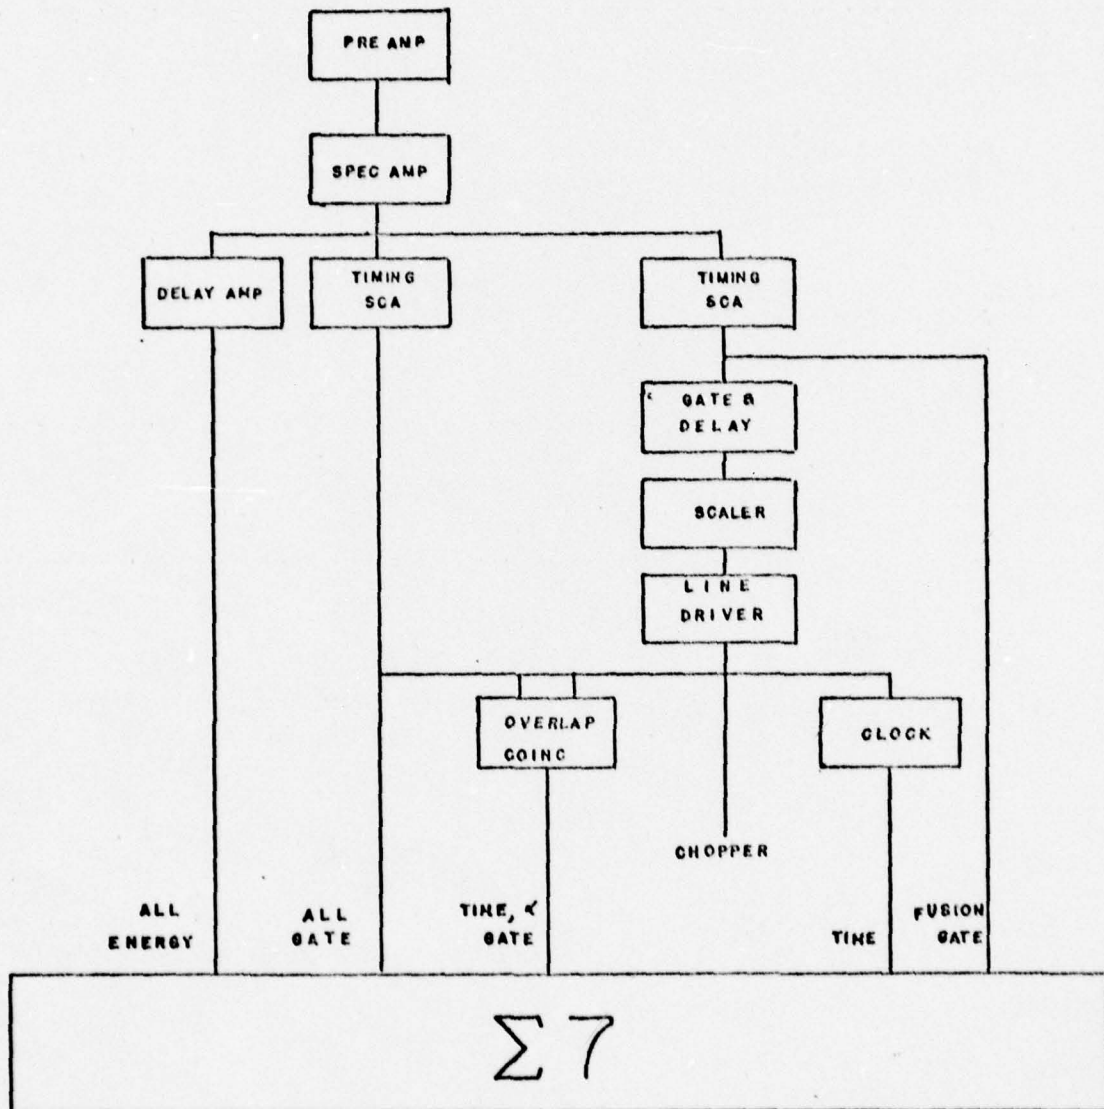 PRE AMP
SPEC AMP
DELAY AMP
TIMING
SCA
TIMING
SCA
GATE &
DELAY
SCALER
LINE
DRIVER
OVERLAP
COINC
CLOCK
CHOPPER
ALL
ENERGY
ALL
GATE
TIME, α
GATE
TIME
FUSION
GATE
Σ 7